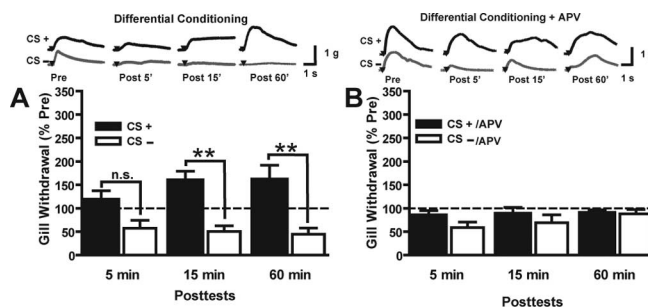 Differential Conditioning
CS +
CS –
Pre
Post 5'
Post 15'
Post 60'
1 g
1 s
A
Gill Withdrawal (% Pre)
350
300
250
200
150
100
50
0
CS +
CS –
n.s.
**
**
5 min
15 min
60 min
Posttests
Differential Conditioning + APV
CS +
CS –
Pre
Post 5'
Post 15'
Post 60'
1
1 s
B
Gill Withdrawal (% Pre)
350
300
250
200
150
100
50
0
CS +/APV
CS –/APV
5 min
15 min
60 min
Posttests